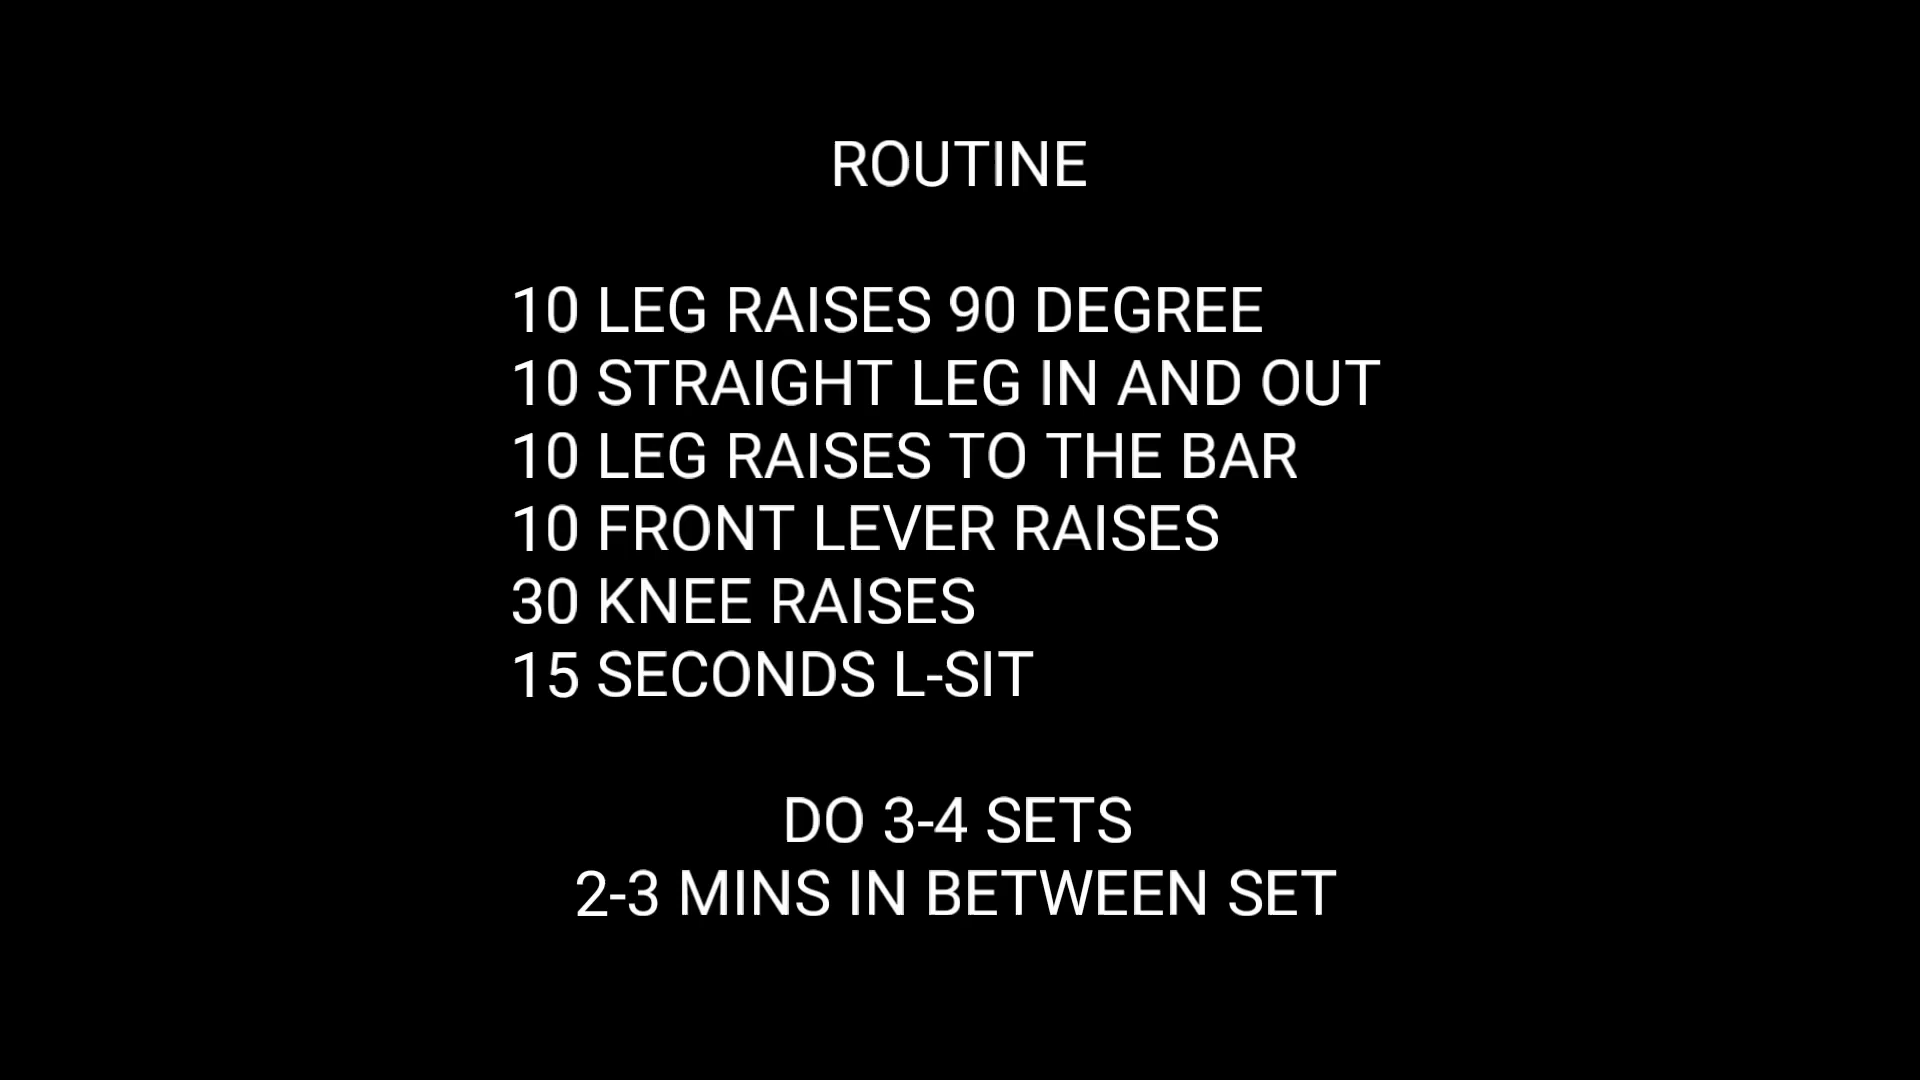 ROUTINE
10 LEG RAISES 90 DEGREE
10 STRAIGHT LEG IN AND OUT
10 LEG RAISES TO THE BAR
10 FRONT LEVER RAISES
30 KNEE RAISES
15 SECONDS L-SIT
DO 3-4 SETS
2-3 MINS IN BETWEEN SET